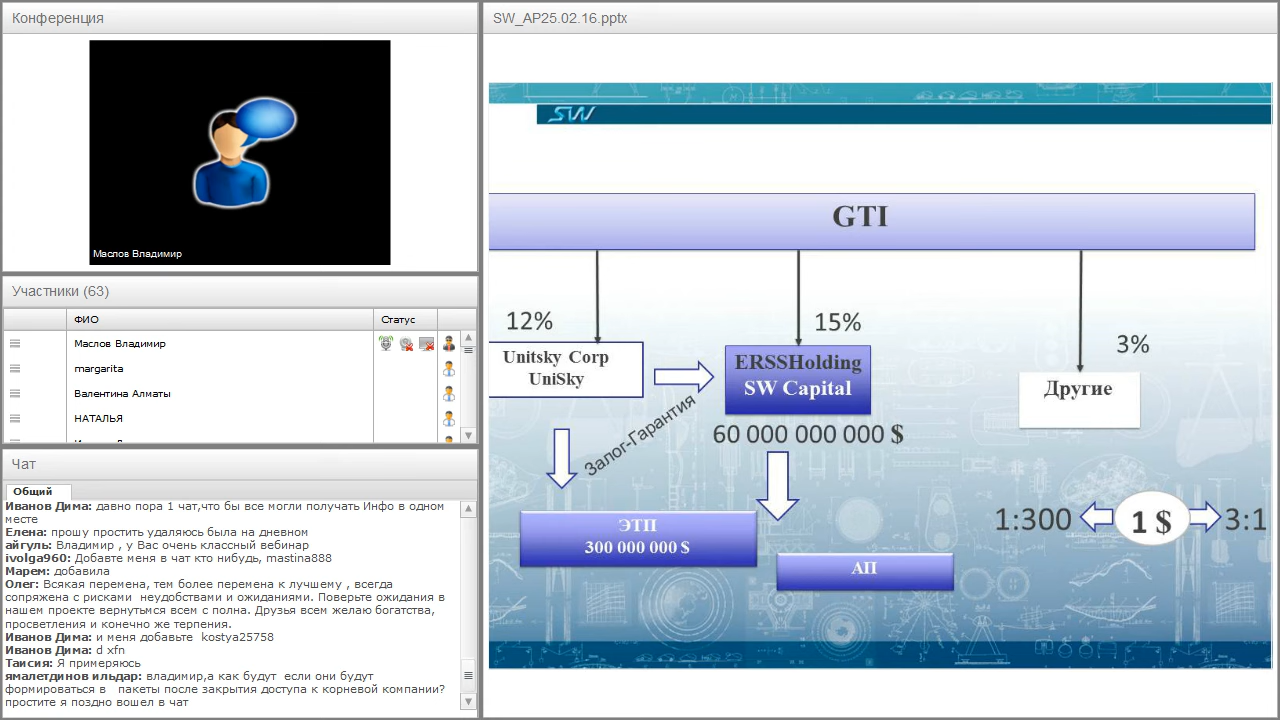 Конференция
Маслов Владимир
Участники (63)
ФИО
Статус
Маслов Владимир
margarita
Валентина Алматы
НАТАЛЬЯ
Чат
Общий
Иванов Дима: давно пора 1 чат,что бы все могли получать Инфо в одном
месте
Елена: прошу простить удаляюсь была на дневном
айгуль: Владимир , у Вас очень классный вебинар
ivolga960: Добавте меня в чат кто нибудь, mastina888
Марем: добавила
Олег: Всякая перемена, тем более перемена к лучшему , всегда
сопряжена с рисками неудобствами и ожиданиями. Поверьте ожидания в
нашем проекте вернутымся всем с полна. Друзья всем желаю богатства,
просветления и конечно же терпения.
Иванов Дима: и меня добавьте kostya25758
Иванов Дима: d xfn
Таисия: Я примеряюсь
ямалетдинов ильдар: владимир,а как будут если они будут
формироваться в пакеты после закрытия доступа к корневой компании?
простите я поздно вошел в чат
SW_AP25.02.16.pptx
SW
GTI
12%
15%
3%
Unitsky Corp
UniSky
ERSSHolding
SW Capital
Другие
Залог-Гарантия
60 000 000 000 $
ЭТП
300 000 000 $
АП
1:300
1 $
3:1